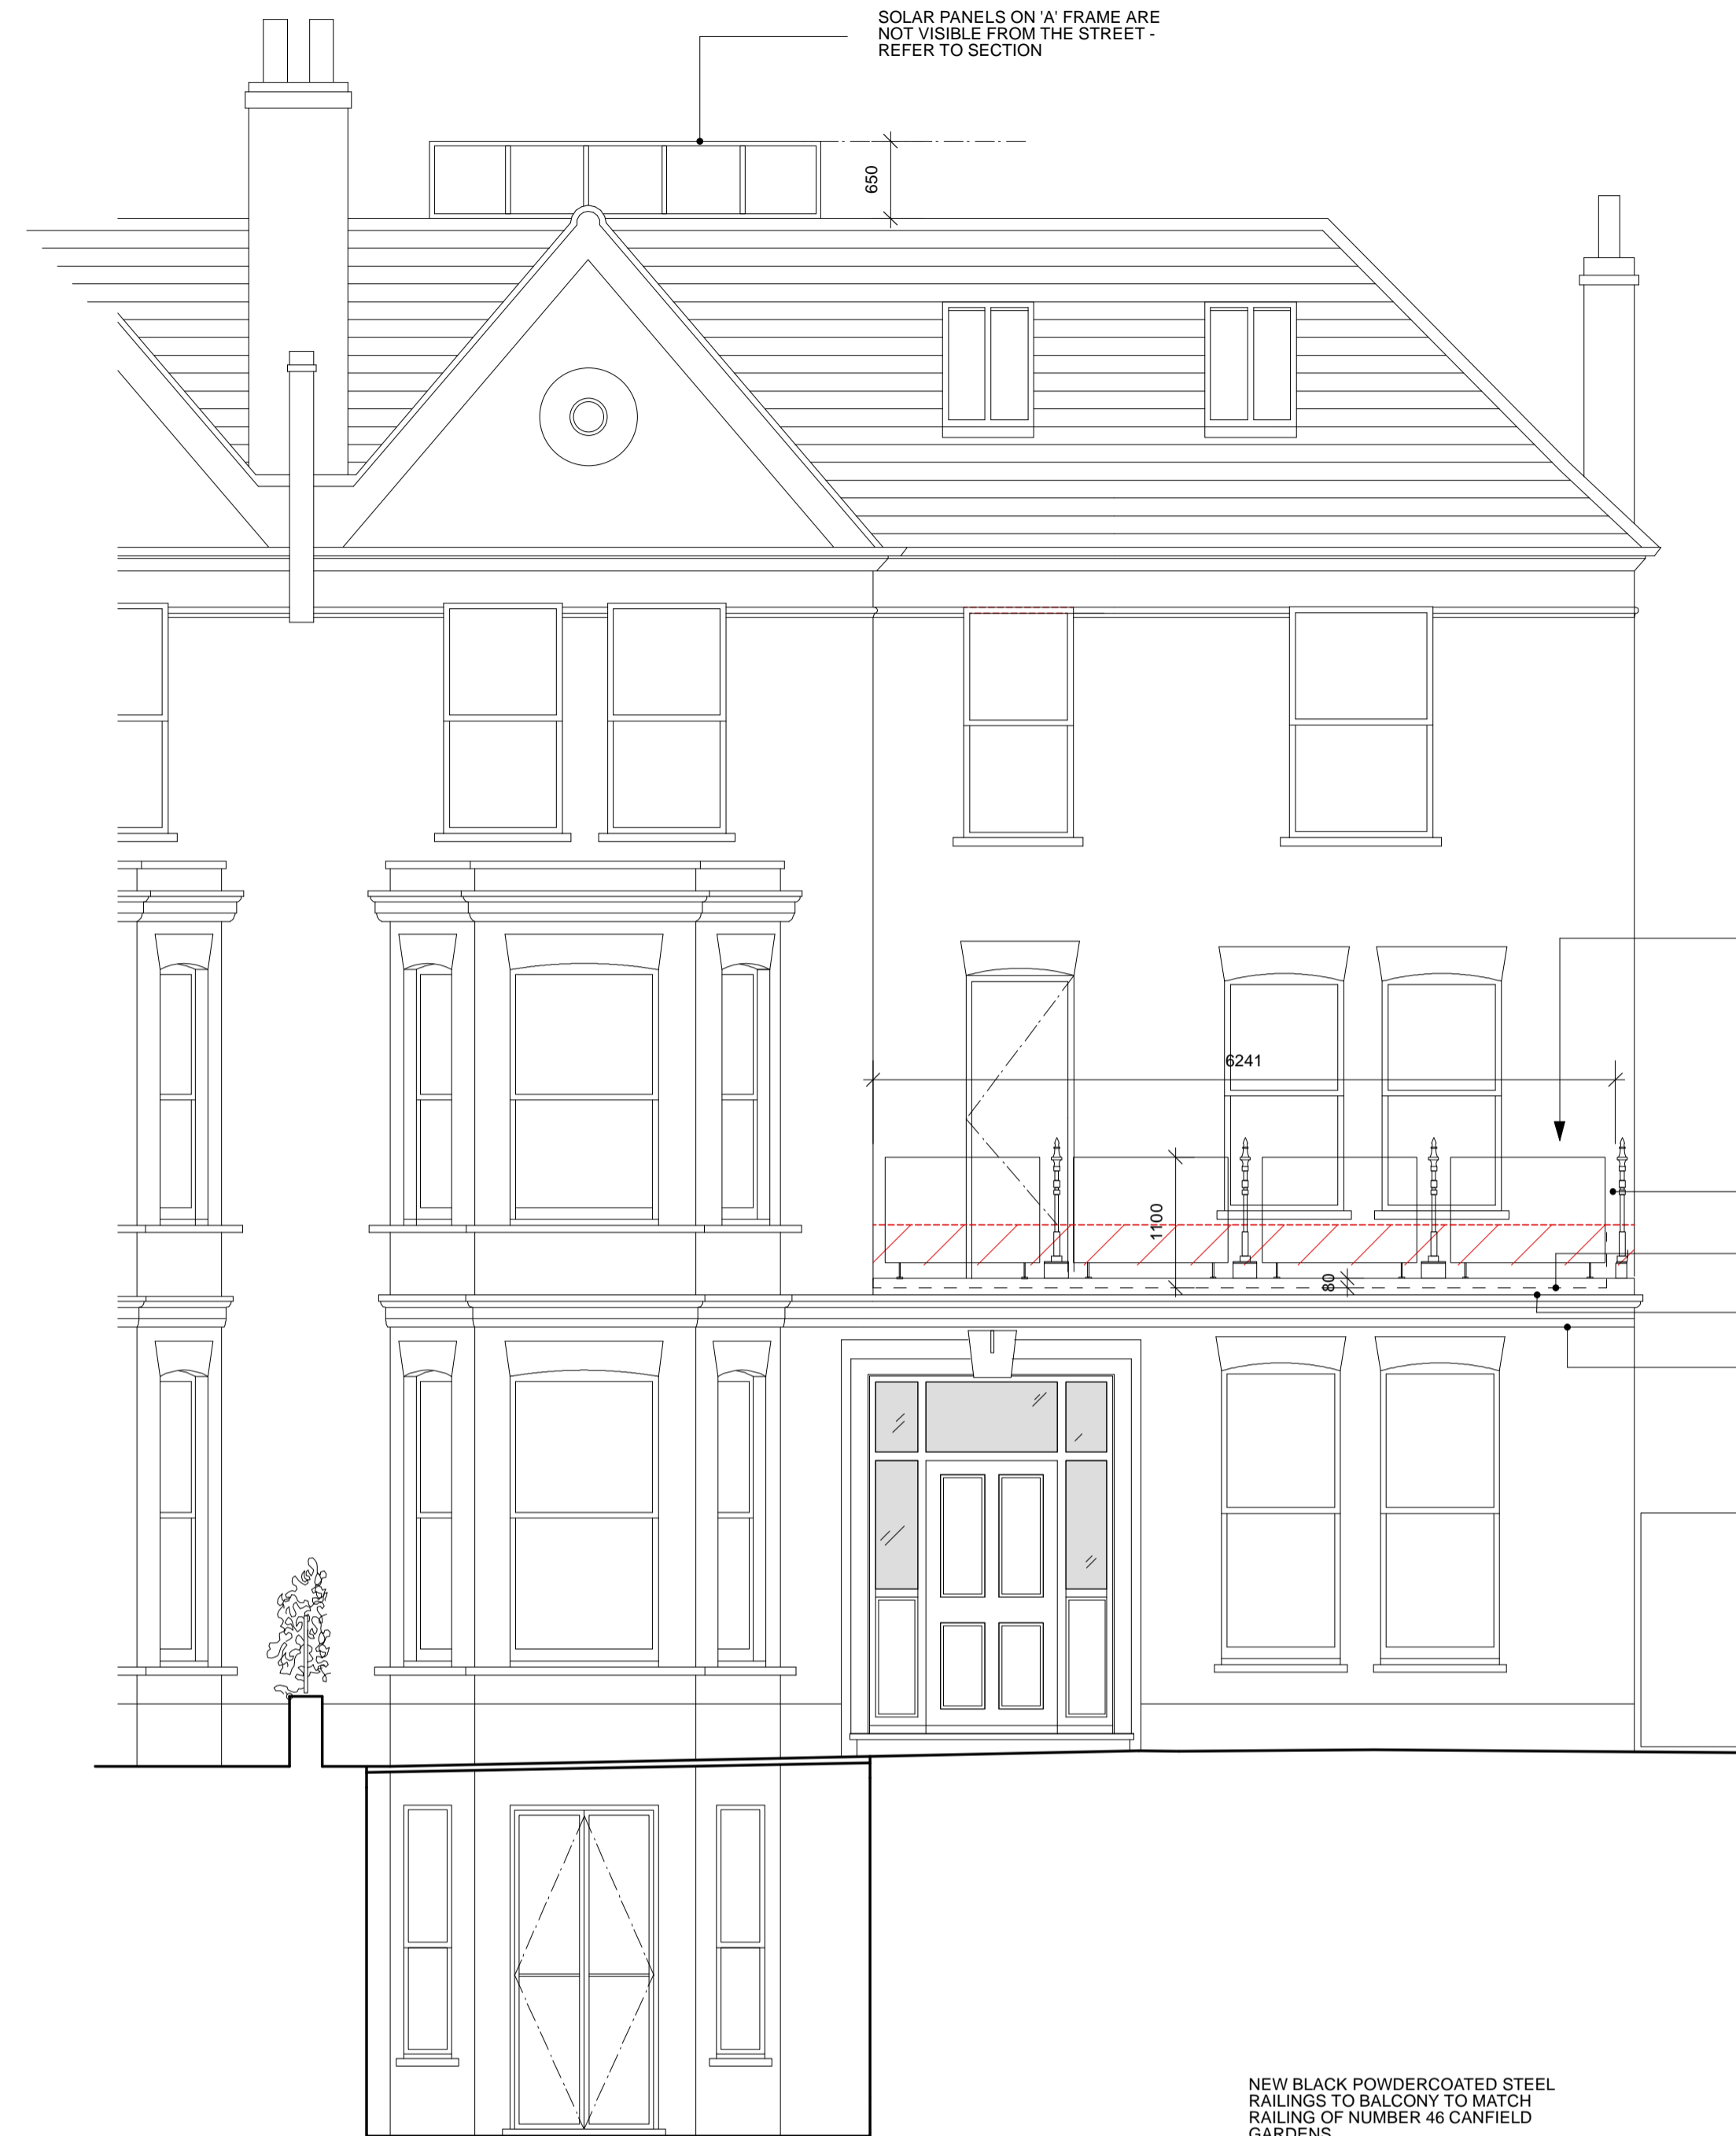 SOLAR PANELS ON 'A' FRAME ARE
NOT VISIBLE FROM THE STREET -
REFER TO SECTION
650
6241
1100
80
NEW BLACK POWDERCOATED STEEL
RAILINGS TO BALCONY TO MATCH
RAILING OF NUMBER 46 CANFIELD
GARDENS